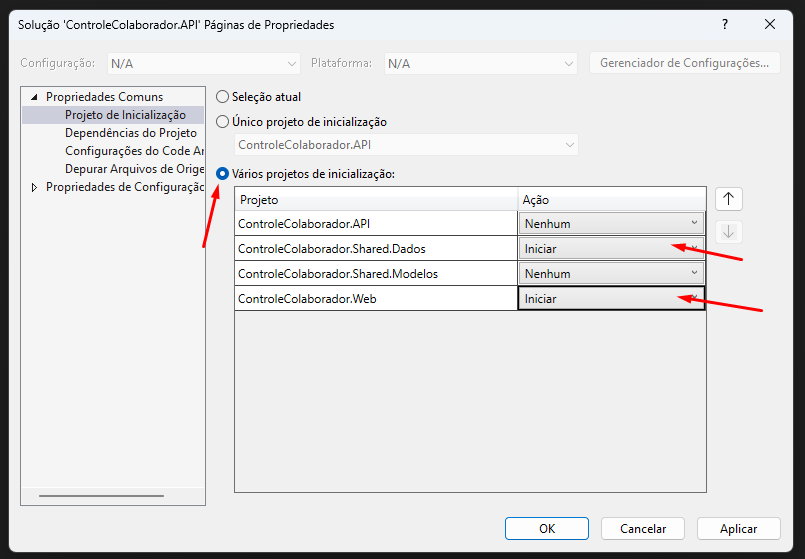 Solução 'ControleColaborador.API' Páginas de Propriedades
?
Configuração: N/A Plataforma: N/A Gerenciador de Configurações...
Propriedades Comuns
Projeto de Inicialização
Dependências do Projeto
Configurações do Code An
Depurar Arquivos de Orige
Propriedades de Configuração
Seleção atual
Único projeto de inicialização
ControleColaborador.API
Vários projetos de inicialização:
Projeto Ação
ControleColaborador.API Nenhum
ControleColaborador.Shared.Dados Iniciar
ControleColaborador.Shared.Modelos Nenhum
ControleColaborador.Web Iniciar
OK Cancelar Aplicar